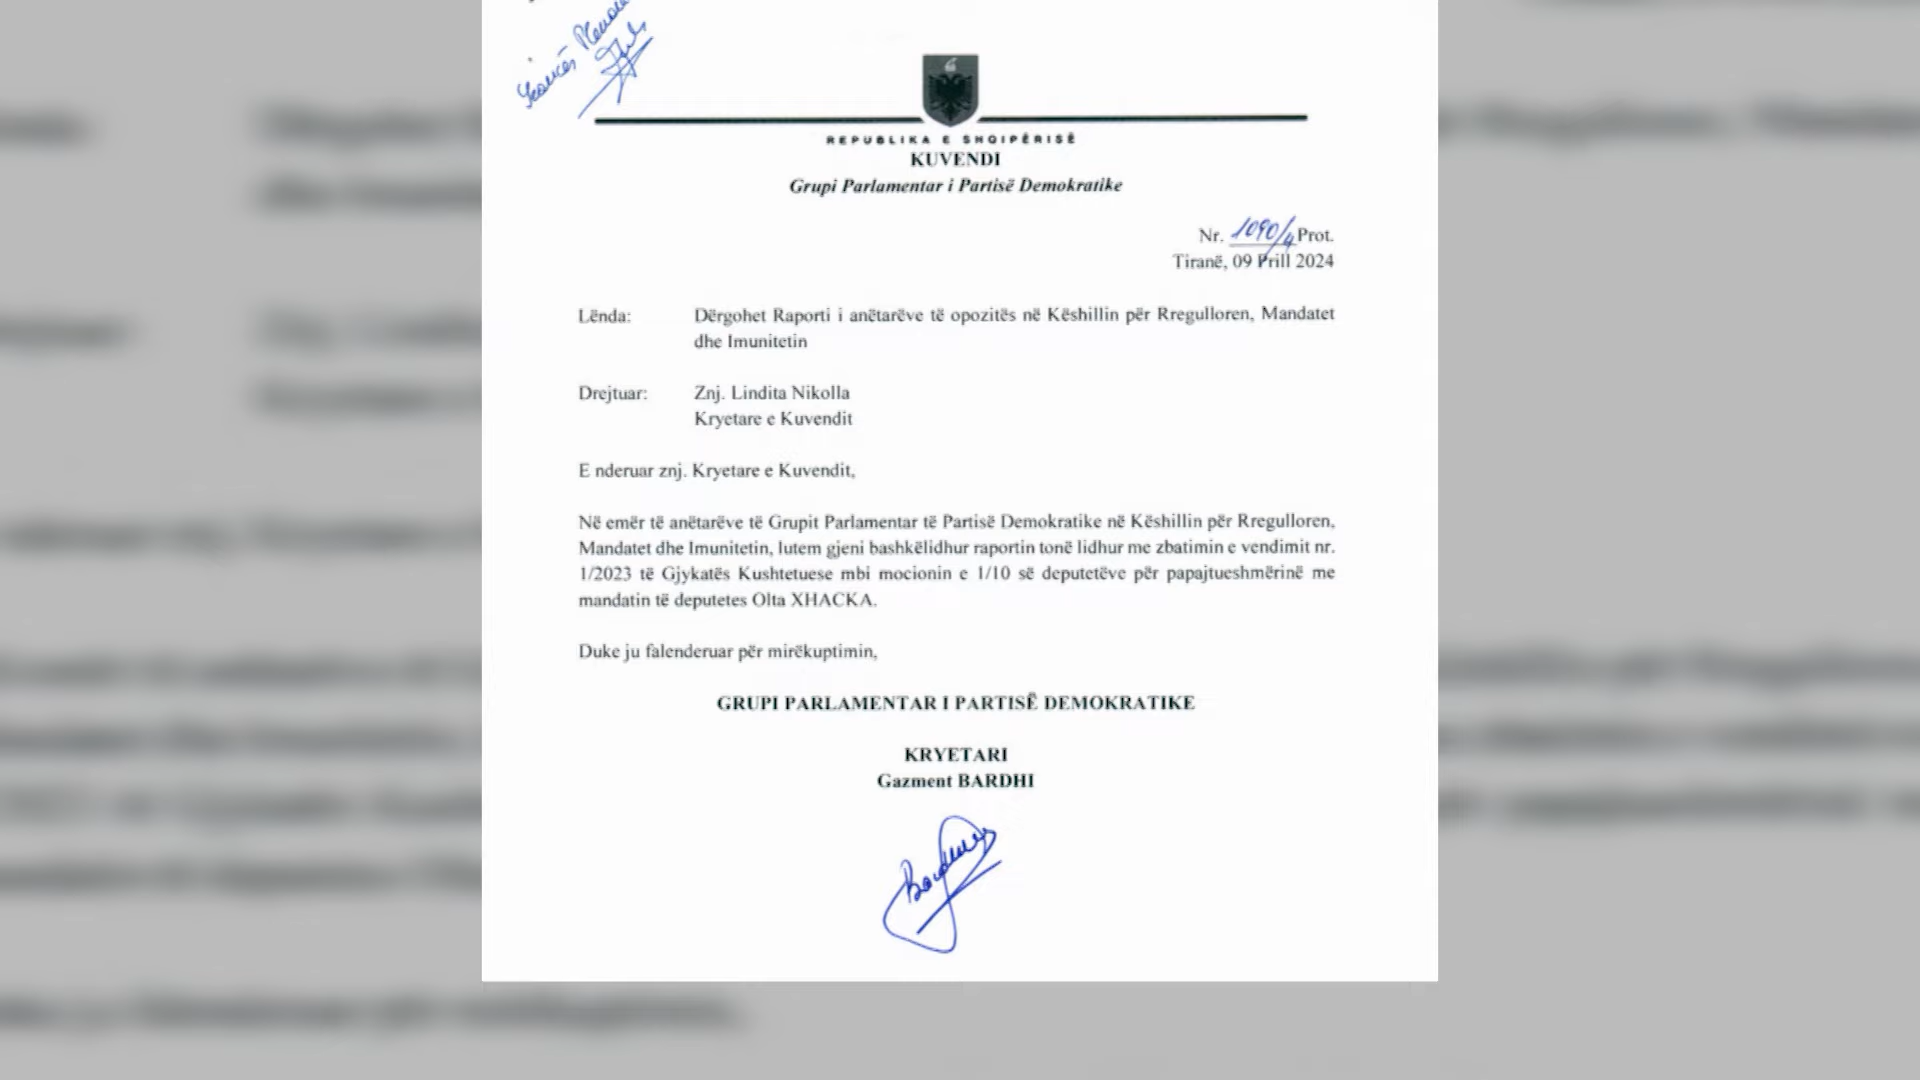 REPUBLIKA E SHQIPËRISË
KUVENDI
Grupi Parlamentar i Partisë Demokratike
Nr. 1090/4 Prot.
Tiranë, 09 Prill 2024
Lënda: Dërgohet Raporti i anëtarëve të opozitës në Këshillin për Rregulloren, Mandatet
dhe Imunitetin
Drejtuar: Znj. Lindita Nikolla
Kryetare e Kuvendit
E nderuar znj. Kryetare e Kuvendit,
Në emër të anëtarëve të Grupit Parlamentar të Partisë Demokratike në Këshillin për Rregulloren,
Mandatet dhe Imunitetin, lutem gjeni bashkëlidhur raportin tonë lidhur me zbatimin e vendimit nr.
1/2023 të Gjykatës Kushtetuese mbi mocionin e 1/10 së deputetëve për papajtueshmërinë me
mandatin të deputetes Olta XHACKA.
Duke ju falenderuar për mirëkuptimin,
GRUPI PARLAMENTAR I PARTISË DEMOKRATIKE
KRYETARI
Gazment BARDHI